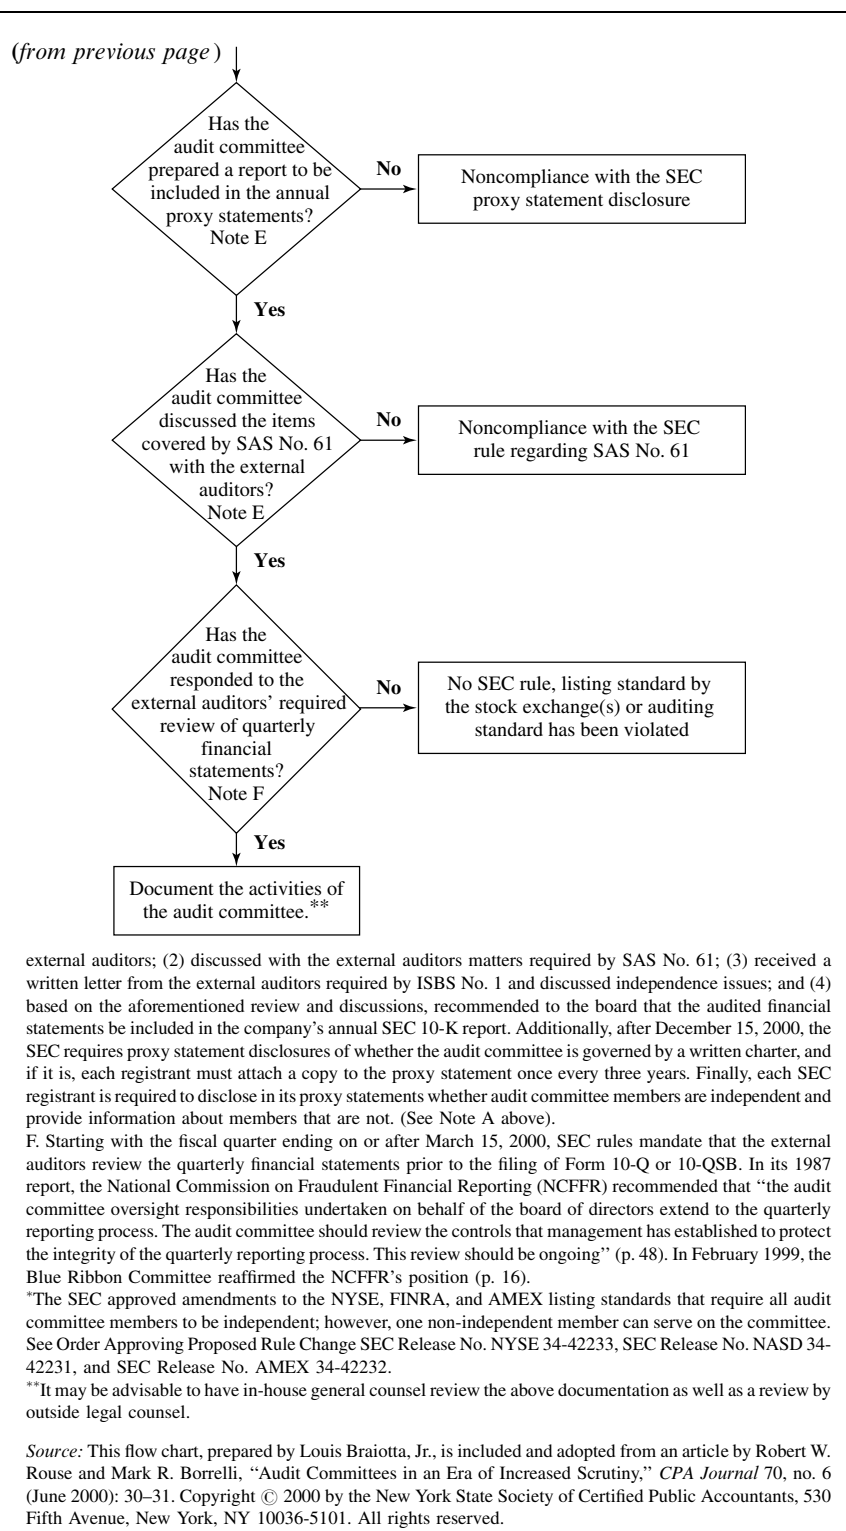 (from previous page)
Has the
audit committee
prepared a report to be
included in the annual
proxy statements?
Note E
No
Noncompliance with the SEC
proxy statement disclosure
Yes
Has the
audit committee
discussed the items
covered by SAS No. 61
with the external
auditors?
Note E
No
Noncompliance with the SEC
rule regarding SAS No. 61
Yes
Has the
audit committee
responded to the
external auditors’ required
review of quarterly
financial
statements?
Note F
No
No SEC rule, listing standard by
the stock exchange(s) or auditing
standard has been violated
Yes
Document the activities of
the audit committee.**
external auditors; (2) discussed with the external auditors matters required by SAS No. 61; (3) received a
written letter from the external auditors required by ISBS No. 1 and discussed independence issues; and (4)
based on the aforementioned review and discussions, recommended to the board that the audited financial
statements be included in the company’s annual SEC 10-K report. Additionally, after December 15, 2000, the
SEC requires proxy statement disclosures of whether the audit committee is governed by a written charter, and
if it is, each registrant must attach a copy to the proxy statement once every three years. Finally, each SEC
registrant is required to disclose in its proxy statements whether audit committee members are independent and
provide information about members that are not. (See Note A above).
F. Starting with the fiscal quarter ending on or after March 15, 2000, SEC rules mandate that the external
auditors review the quarterly financial statements prior to the filing of Form 10-Q or 10-QSB. In its 1987
report, the National Commission on Fraudulent Financial Reporting (NCFFR) recommended that ‘‘the audit
committee oversight responsibilities undertaken on behalf of the board of directors extend to the quarterly
reporting process. The audit committee should review the controls that management has established to protect
the integrity of the quarterly reporting process. This review should be ongoing’’ (p. 48). In February 1999, the
Blue Ribbon Committee reaffirmed the NCFFR’s position (p. 16).
*The SEC approved amendments to the NYSE, FINRA, and AMEX listing standards that require all audit
committee members to be independent; however, one non-independent member can serve on the committee.
See Order Approving Proposed Rule Change SEC Release No. NYSE 34-42233, SEC Release No. NASD 34-
42231, and SEC Release No. AMEX 34-42232.
**It may be advisable to have in-house general counsel review the above documentation as well as a review by
outside legal counsel.
Source: This flow chart, prepared by Louis Braiotta, Jr., is included and adopted from an article by Robert W.
Rouse and Mark R. Borrelli, ‘‘Audit Committees in an Era of Increased Scrutiny,’’ CPA Journal 70, no. 6
(June 2000): 30–31. Copyright © 2000 by the New York State Society of Certified Public Accountants, 530
Fifth Avenue, New York, NY 10036-5101. All rights reserved.